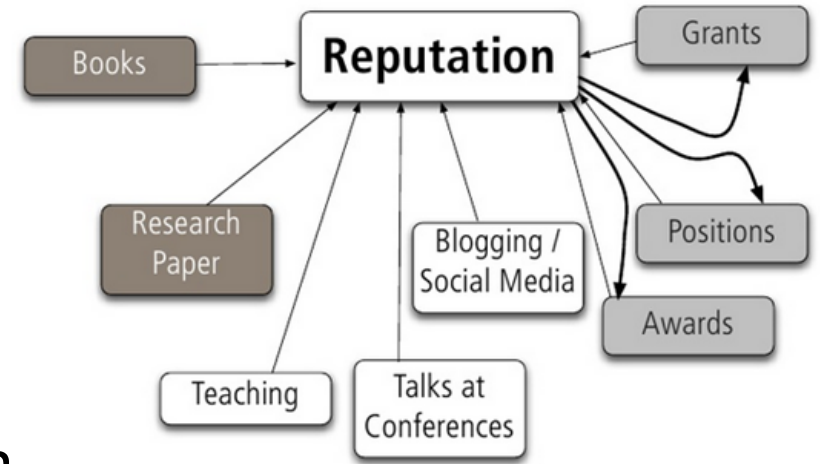 Books
Reputation
Grants
Research
Paper
Blogging /
Social Media
Positions
Awards
Teaching
Talks at
Conferences